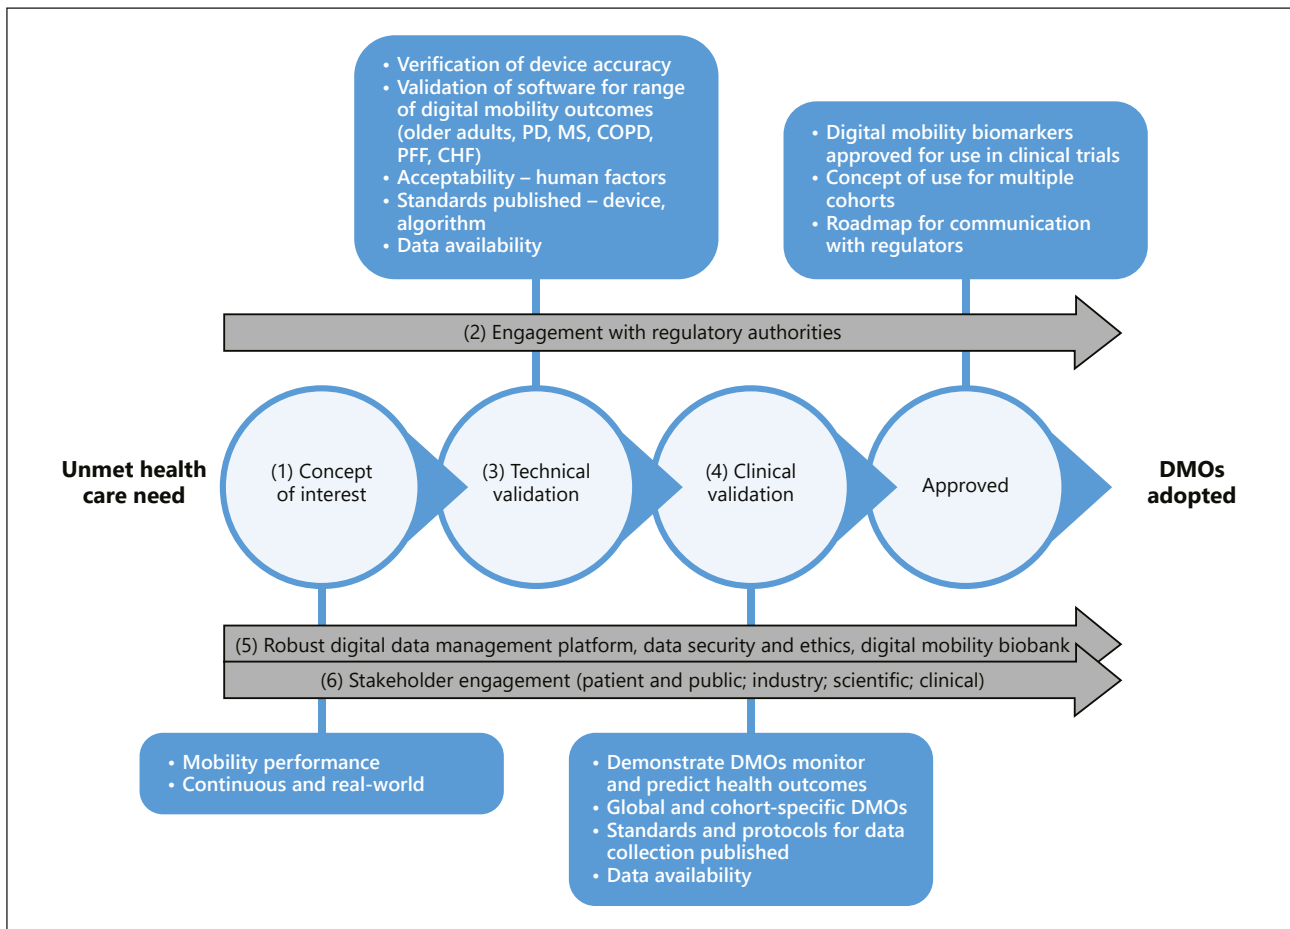 • Verification of device accuracy
• Validation of software for range
of digital mobility outcomes
(older adults, PD, MS, COPD,
PFF, CHF)
• Acceptability – human factors
• Standards published – device,
algorithm
• Data availability
• Digital mobility biomarkers
approved for use in clinical trials
• Concept of use for multiple
cohorts
• Roadmap for communication
with regulators
(2) Engagement with regulatory authorities
Unmet health
care need
(1) Concept
of interest
(3) Technical
validation
(4) Clinical
validation
Approved
DMOs
adopted
(5) Robust digital data management platform, data security and ethics, digital mobility biobank
(6) Stakeholder engagement (patient and public; industry; scientific; clinical)
• Mobility performance
• Continuous and real-world
• Demonstrate DMOs monitor
and predict health outcomes
• Global and cohort-specific DMOs
• Standards and protocols for data
collection published
• Data availability